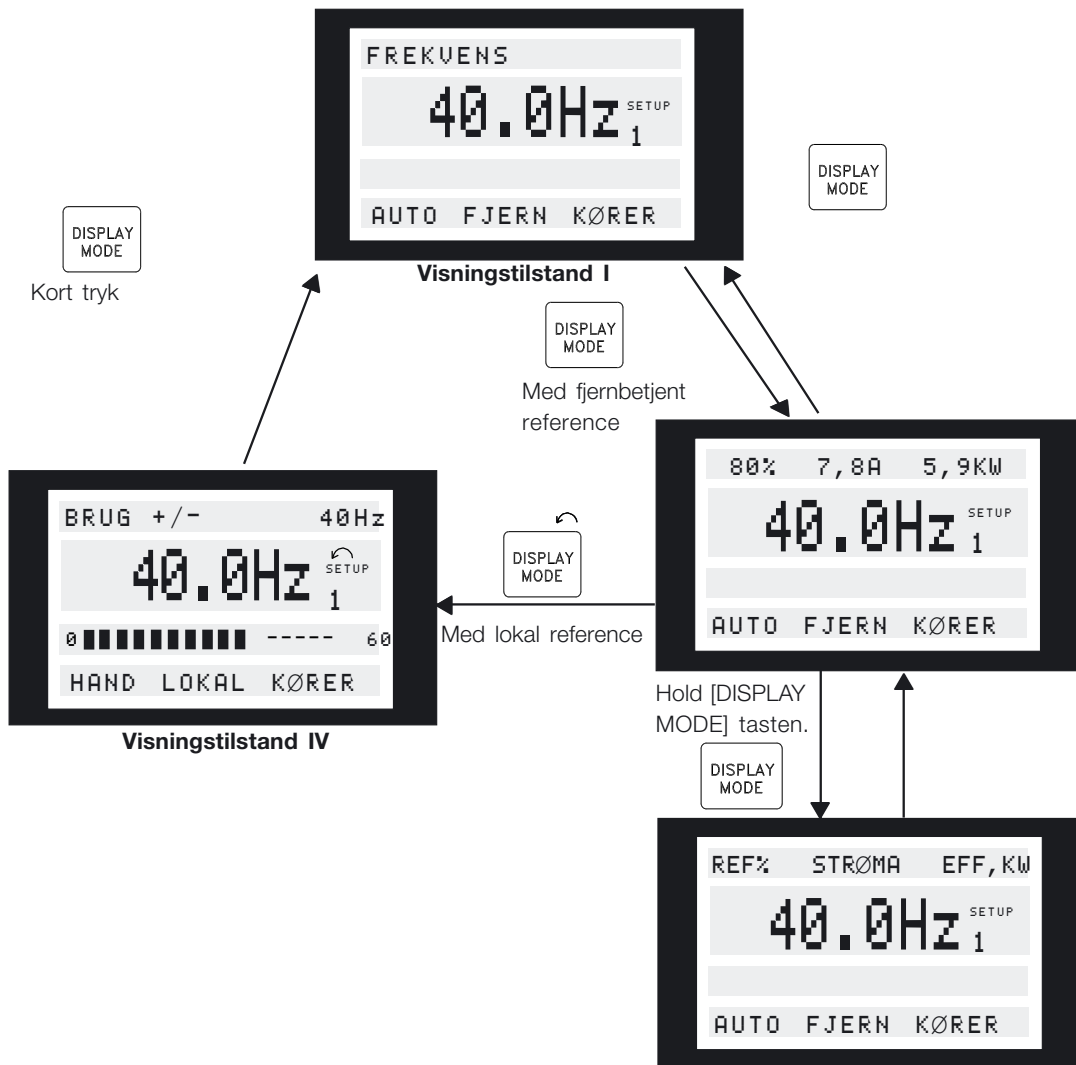 FREKVENS
40.0Hz SETUP
1
AUTO FJERN KØRER
Visningstilstand I
DISPLAY
MODE
DISPLAY
MODE
Kort tryk
DISPLAY
MODE
Med fjernbetjent
reference
80% 7,8A 5,9KW
40.0Hz SETUP
1
AUTO FJERN KØRER
BRUG +/- 40Hz
40.0Hz SETUP
1
0 ----- 60
HAND LOKAL KØRER
Visningstilstand IV
DISPLAY
MODE
Med lokal reference
Hold [DISPLAY
MODE] tasten.
DISPLAY
MODE
REF% STRØMA EFF,KW
40.0Hz SETUP
1
AUTO FJERN KØRER